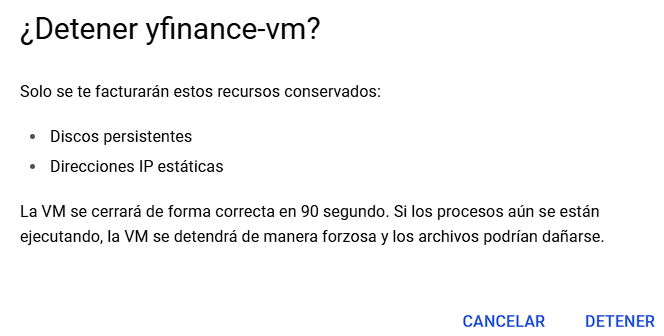 ¿Detener yfinance-vm?
Solo se te facturarán estos recursos conservados:
• Discos persistentes
• Direcciones IP estáticas
La VM se cerrará de forma correcta en 90 segundo. Si los procesos aún se están
ejecutando, la VM se detendrá de manera forzosa y los archivos podrían dañarse.
CANCELAR DETENER